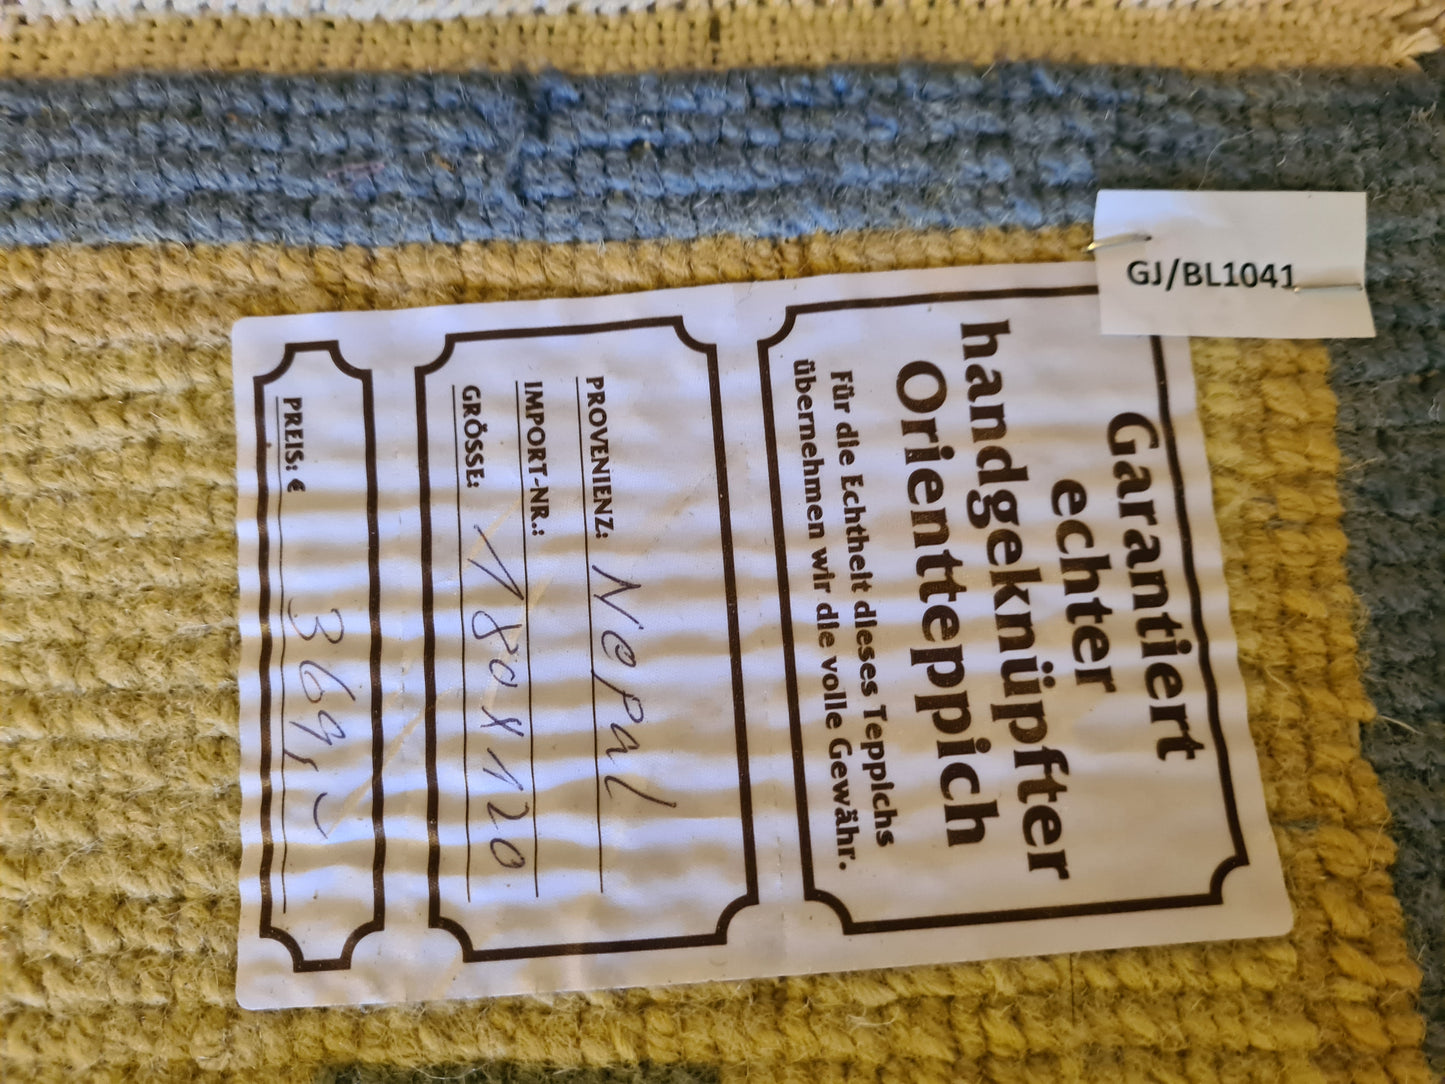 GJ/BL1041
Garantiert
echter
handgeknüpfter
Orientteppich
Für die Echtheit dieses Teppichs
übernehmen wir die volle Gewähr.
PROVENIENZ: Nepal
IMPORT-NR.:
GRÖSSE: 180x120
PREIS: € 369,-